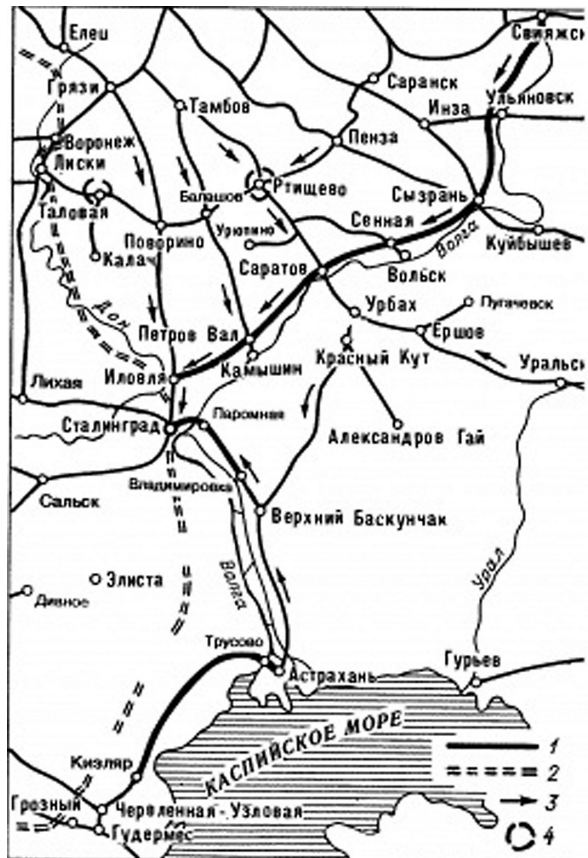 Свияжск
Елец
Грязи
Саранск
Тамбов
Инза
Ульяновск
Воронеж
Пенза
Лиски
Ртищево
Таловая
Балашов
Сызрань
Урюпино
Сенная
Поворино
Калач
Волга
Куйбышев
Вольск
Саратов
Дон
Урбах
Пугачевск
Петров Вал
Ершов
Камышин
Красный Кут
Уральск
Иловля
Лихая
Паромная
Сталинград
Александров Гай
Владимировка
Сальск
Верхний Баскунчак
Элиста
Волга
Урал
Дивное
Трусово
Астрахань
Гурьев
КАСПИЙСКОЕ МОРЕ
1
2
Кизляр
3
Грозный
Червленная-Узловая
Гудермес
4